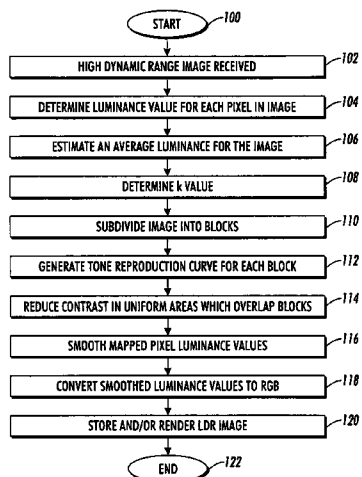 START 100
HIGH DYNAMIC RANGE IMAGE RECEIVED 102
DETERMINE LUMINANCE VALUE FOR EACH PIXEL IN IMAGE 104
ESTIMATE AN AVERAGE LUMINANCE FOR THE IMAGE 106
DETERMINE k VALUE 108
SUBDIVIDE IMAGE INTO BLOCKS 110
GENERATE TONE REPRODUCTION CURVE FOR EACH BLOCK 112
REDUCE CONTRAST IN UNIFORM AREAS WHICH OVERLAP BLOCKS 114
SMOOTH MAPPED PIXEL LUMINANCE VALUES 116
CONVERT SMOOTHED LUMINANCE VALUES TO RGB 118
STORE AND/OR RENDER LDR IMAGE 120
END 122